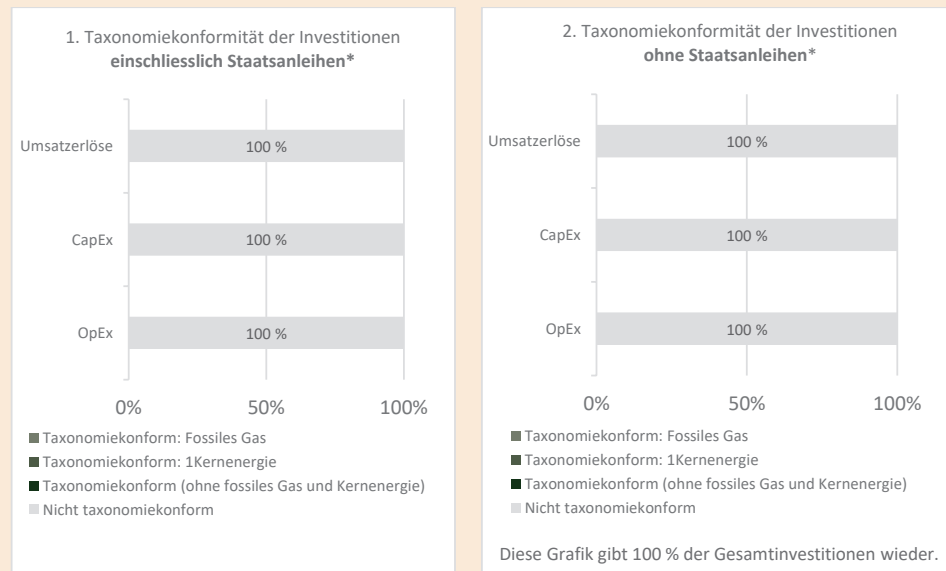 1. Taxonomiekonformität der Investitionen
einschliesslich Staatsanleihen*
Umsatzerlöse
100 %
CapEx
100 %
OpEx
100 %
0%
50%
100%
Taxonomiekonform: Fossiles Gas
Taxonomiekonform: 1Kernenergie
Taxonomiekonform (ohne fossiles Gas und Kernenergie)
Nicht taxonomiekonform
2. Taxonomiekonformität der Investitionen
ohne Staatsanleihen*
Umsatzerlöse
100 %
CapEx
100 %
OpEx
100 %
0%
50%
100%
Taxonomiekonform: Fossiles Gas
Taxonomiekonform: 1Kernenergie
Taxonomiekonform (ohne fossiles Gas und Kernenergie)
Nicht taxonomiekonform
Diese Grafik gibt 100 % der Gesamtinvestitionen wieder.